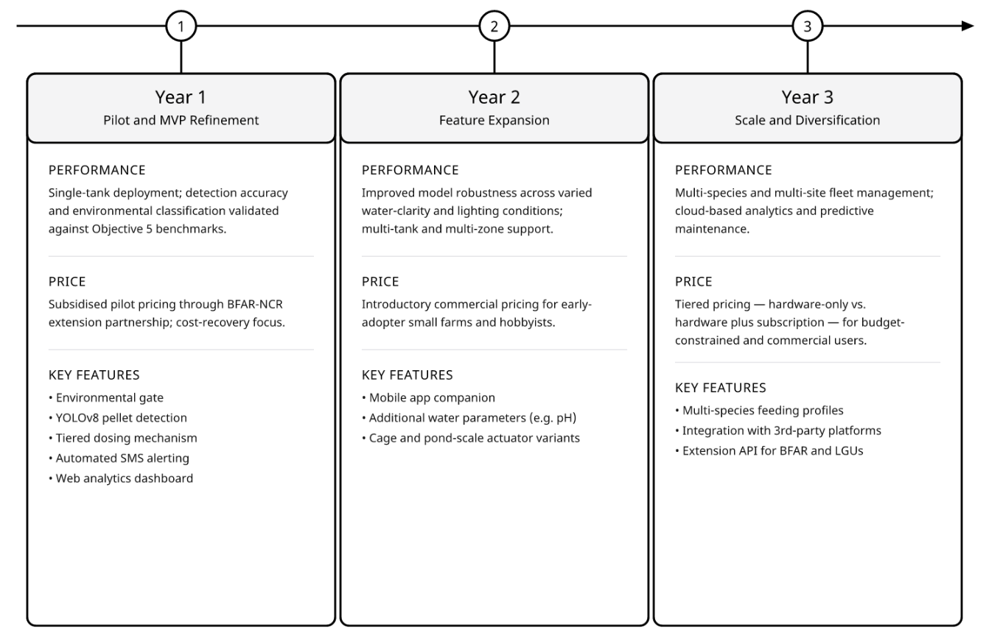 1
2
3
Year 1
Pilot and MVP Refinement
PERFORMANCE
Single-tank deployment; detection accuracy
and environmental classification validated
against Objective 5 benchmarks.
PRICE
Subsidised pilot pricing through BFAR-NCR
extension partnership; cost-recovery focus.
KEY FEATURES
• Environmental gate
• YOLOv8 pellet detection
• Tiered dosing mechanism
• Automated SMS alerting
• Web analytics dashboard
Year 2
Feature Expansion
PERFORMANCE
Improved model robustness across varied
water-clarity and lighting conditions;
multi-tank and multi-zone support.
PRICE
Introductory commercial pricing for early-
adopter small farms and hobbyists.
KEY FEATURES
• Mobile app companion
• Additional water parameters (e.g. pH)
• Cage and pond-scale actuator variants
Year 3
Scale and Diversification
PERFORMANCE
Multi-species and multi-site fleet management;
cloud-based analytics and predictive
maintenance.
PRICE
Tiered pricing — hardware-only vs.
hardware plus subscription — for budget-
constrained and commercial users.
KEY FEATURES
• Multi-species feeding profiles
• Integration with 3rd-party platforms
• Extension API for BFAR and LGUs